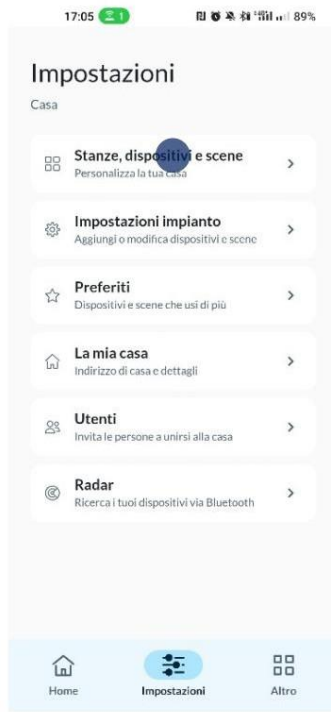 17:05 1 89%
Impostazioni
Casa
Stanze, dispositivi e scene
Personalizza la tua casa
Impostazioni impianto
Aggiungi o modifica dispositivi e scene
Preferiti
Dispositivi e scene che usi di più
La mia casa
Indirizzo di casa e dettagli
Utenti
Invita le persone a unirsi alla casa
Radar
Ricerca i tuoi dispositivi via Bluetooth
Home Impostazioni Altro